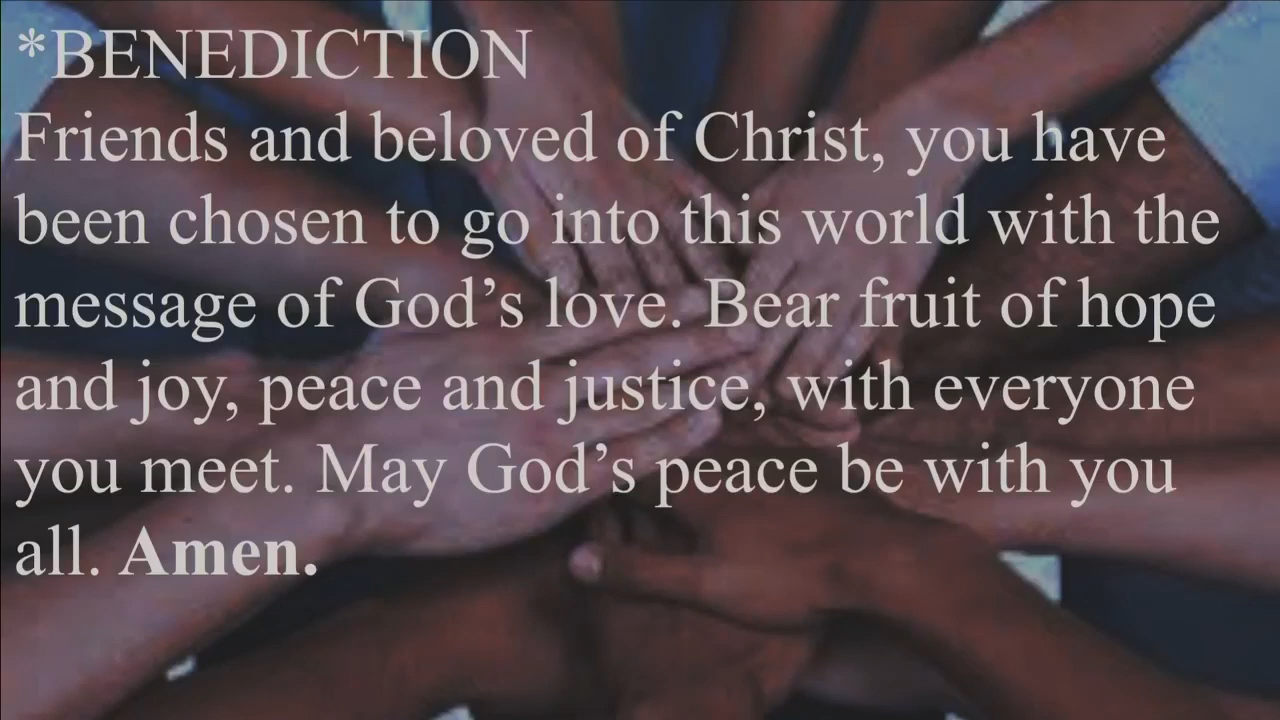 *BENEDICTION
Friends and beloved of Christ, you have
been chosen to go into this world with the
message of God’s love. Bear fruit of hope
and joy, peace and justice, with everyone
you meet. May God’s peace be with you
all. Amen.